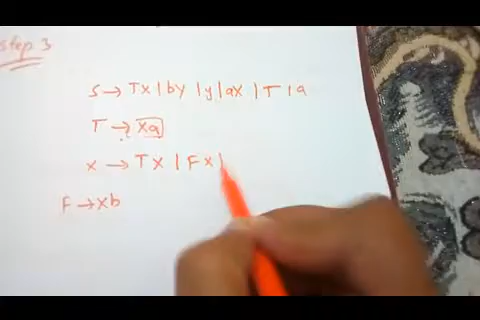 Step 3
S → TX | bY | y | aX | T | a
T → Xa
X → TX | FX |
F → Xb